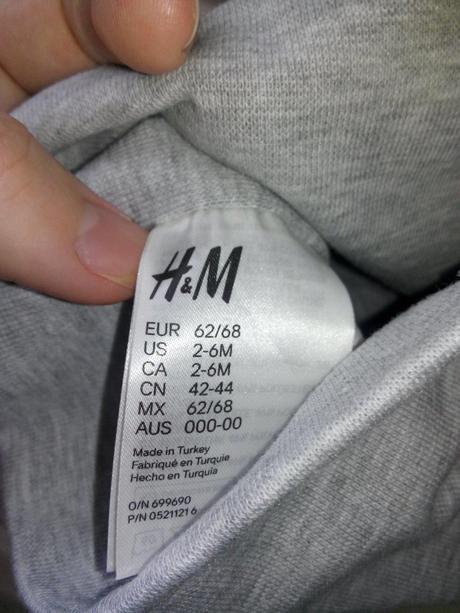 H&M
EUR 62/68
US 2-6M
CA 2-6M
CN 42-44
MX 62/68
AUS 000-00
Made in Turkey
Fabriqué en Turquie
Hecho en Turquía
O/N 699690
P/N 05211216